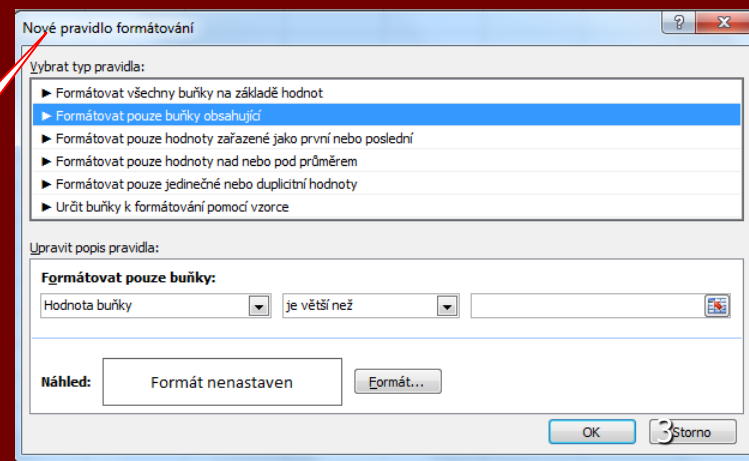 Nové pravidlo formátování
Vybrat typ pravidla:
► Formátovat všechny buňky na základě hodnot
► Formátovat pouze buňky obsahující
► Formátovat pouze hodnoty zařazené jako první nebo poslední
► Formátovat pouze hodnoty nad nebo pod průměrem
► Formátovat pouze jedinečné nebo duplicitní hodnoty
► Určit buňky k formátování pomocí vzorce
Upravit popis pravidla:
Formátovat pouze buňky:
Hodnota buňky je větší než
Náhled: Formát nenastaven Formát...
OK 3 Storno